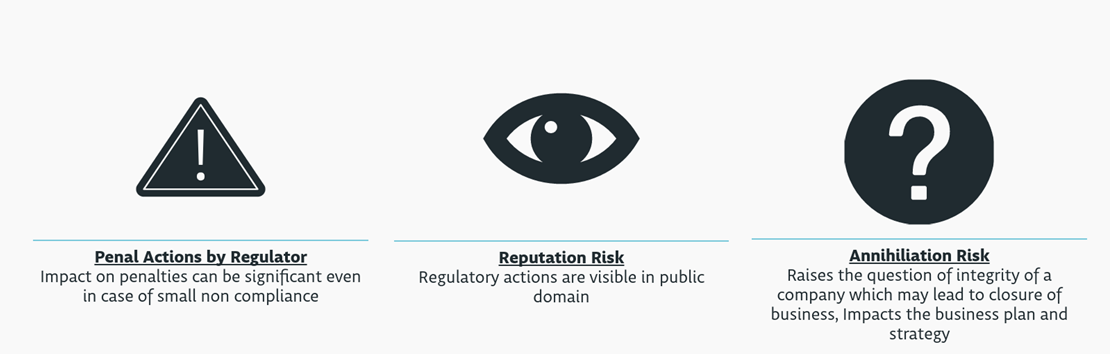 Penal Actions by Regulator
Impact on penalties can be significant even
in case of small non compliance
Reputation Risk
Regulatory actions are visible in public
domain
Annihiliation Risk
Raises the question of integrity of a
company which may lead to closure of
business, Impacts the business plan and
strategy